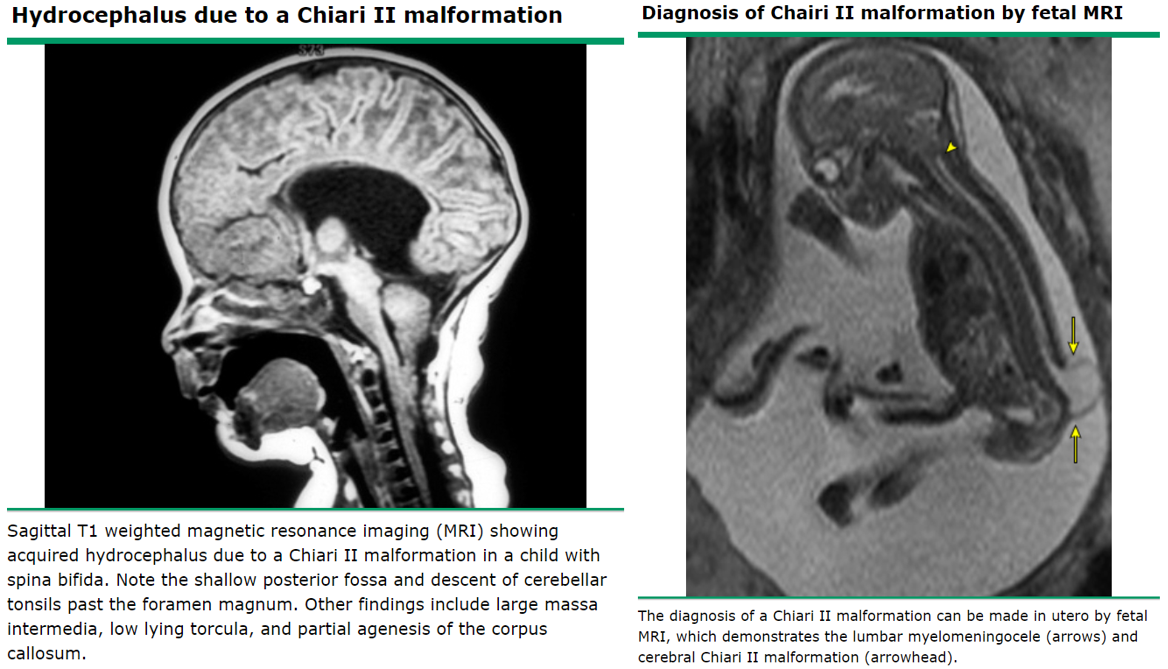 Hydrocephalus due to a Chiari II malformation
Sagittal T1 weighted magnetic resonance imaging (MRI) showing
acquired hydrocephalus due to a Chiari II malformation in a child with
spina bifida. Note the shallow posterior fossa and descent of cerebellar
tonsils past the foramen magnum. Other findings include large massa
intermedia, low lying torcula, and partial agenesis of the corpus
callosum.
Diagnosis of Chairi II malformation by fetal MRI
The diagnosis of a Chiari II malformation can be made in utero by fetal
MRI, which demonstrates the lumbar myelomeningocele (arrows) and
cerebral Chiari II malformation (arrowhead).